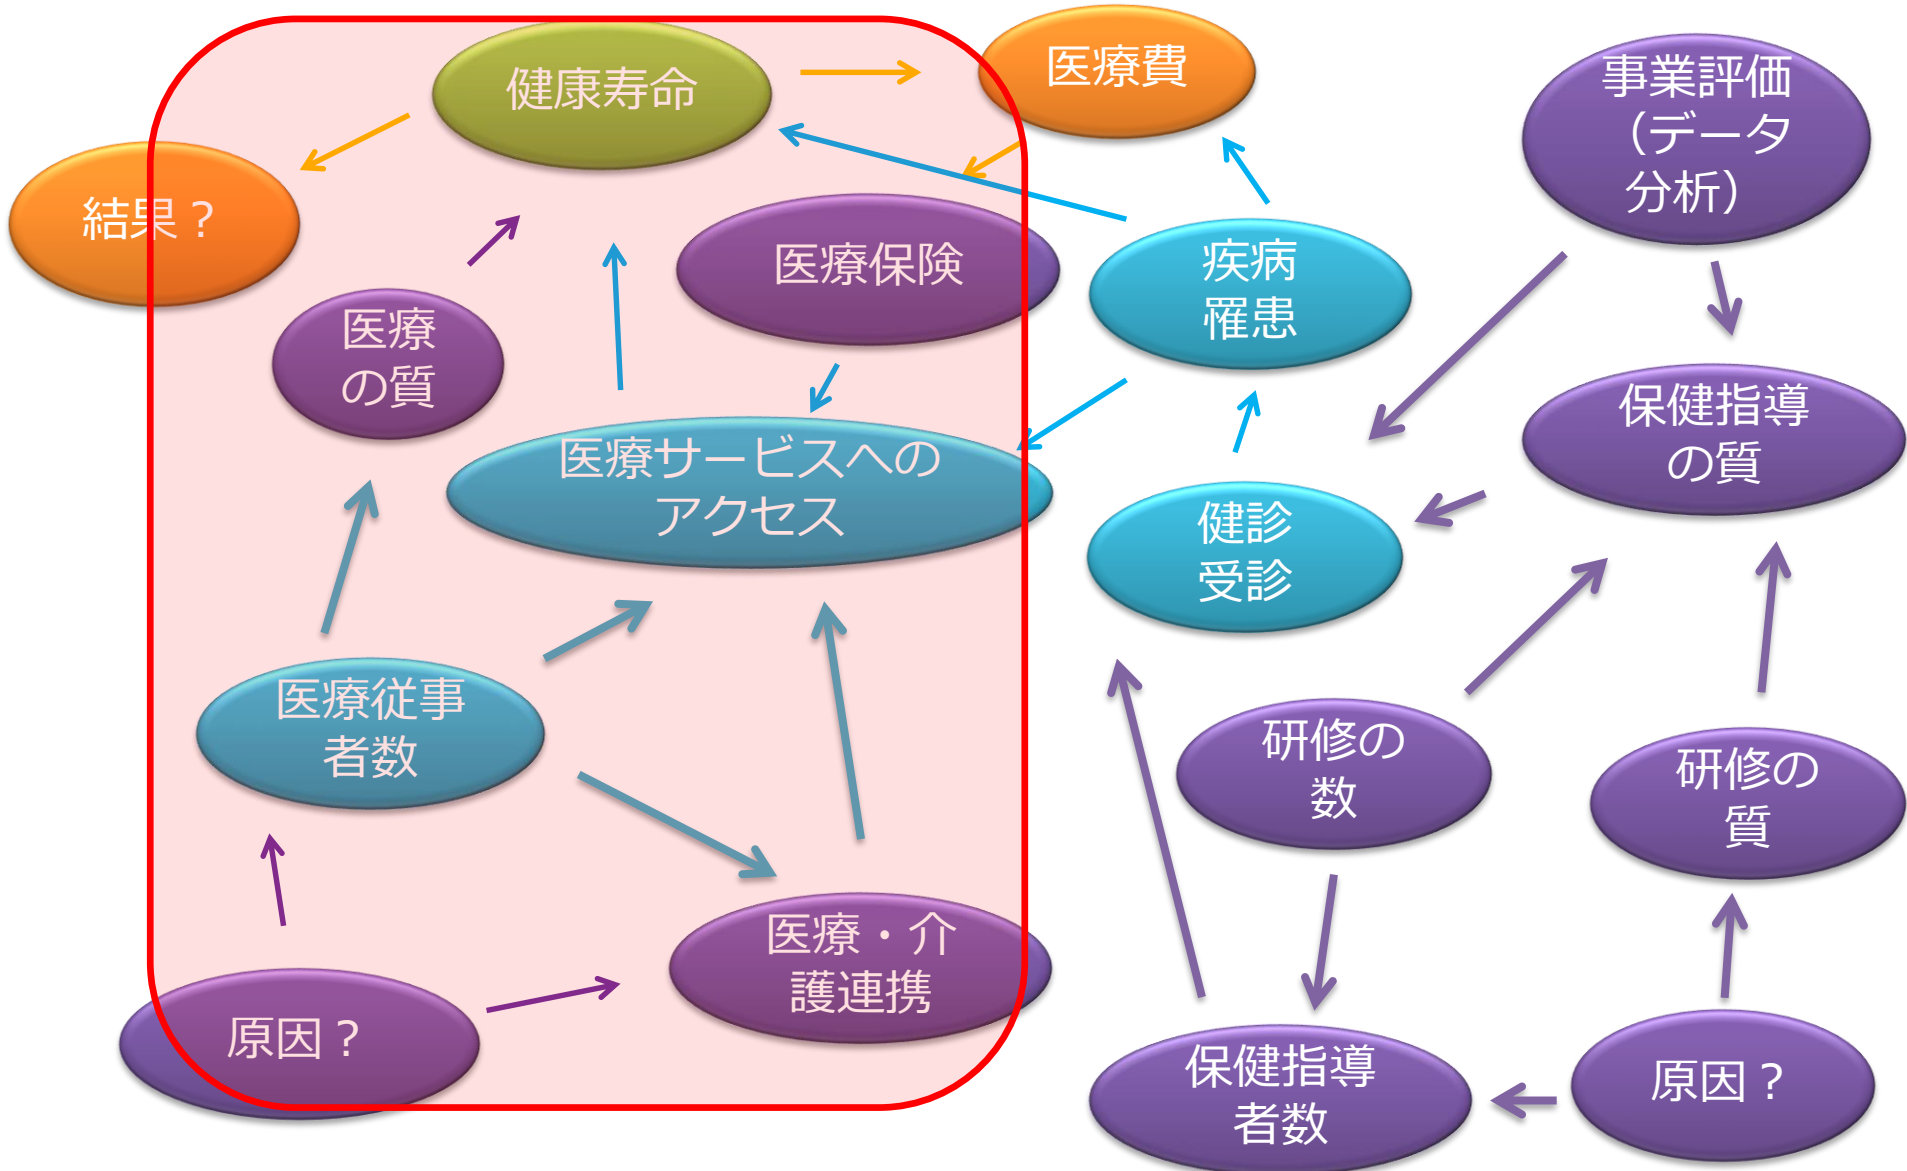 健康寿命
医療費
事業評価
（データ
分析）
結果？
医療保険
疾病
罹患
医療
の質
保健指導
の質
医療サービスへの
アクセス
健診
受診
医療従事
者数
研修の
数
研修の
質
医療・介
護連携
原因？
保健指導
者数
原因？